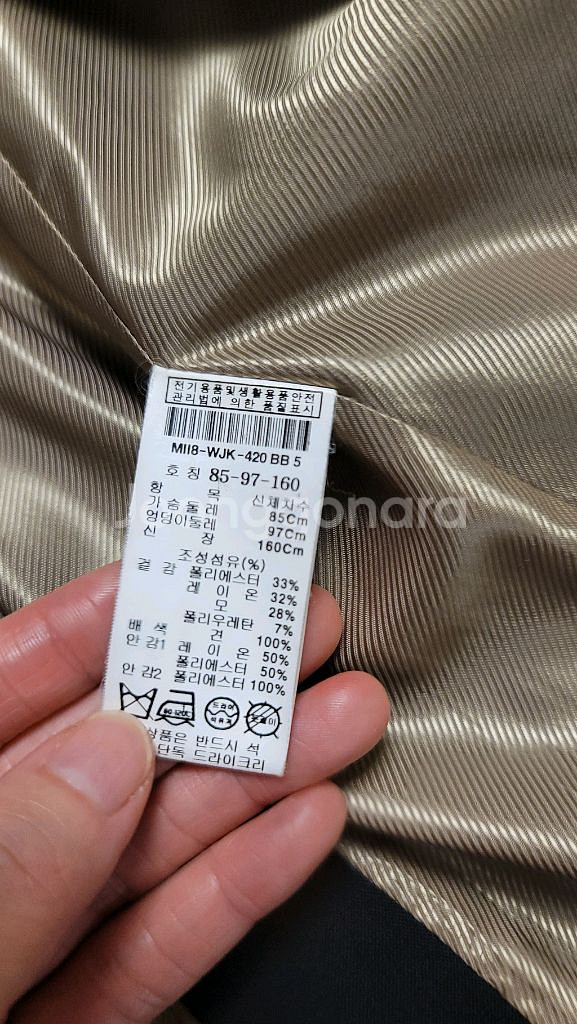 전기용품및생활용품안전
관리법에 의한 품질표시
MII8-WJK-420 BB 5
호 칭 85-97-160
항 목 신체치수
가슴둘레 85Cm
엉덩이둘레 97Cm
신 장 160Cm
조성섬유(%)
겉 감 폴리에스터 33%
레 이 온 32%
모 28%
폴리우레탄 7%
배 색 견 100%
안 감1 레 이 온 50%
폴리에스터 50%
안 감2 폴리에스터 100%
드라이
석유계
상품은 반드시 석
단독 드라이크리